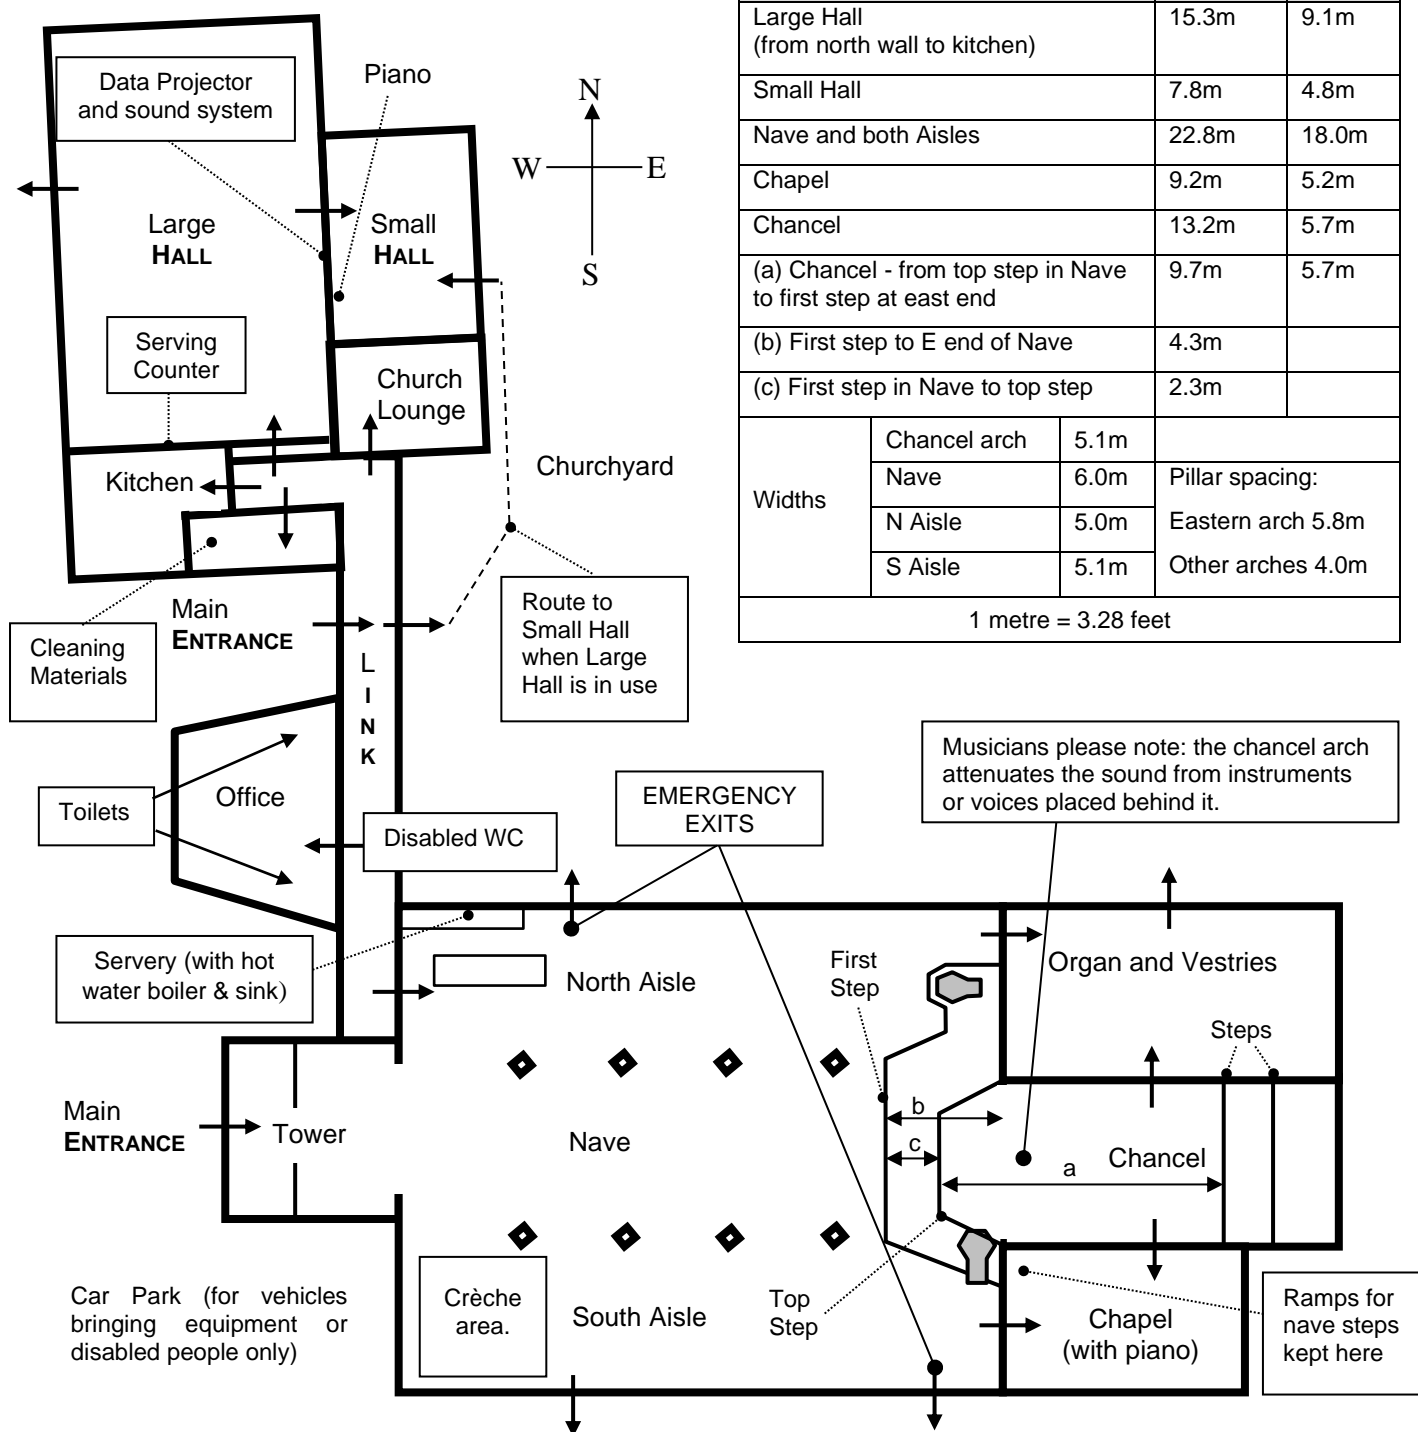 Large Hall 15.3m 9.1m
(from north wall to kitchen)
Small Hall 7.8m 4.8m
Nave and both Aisles 22.8m 18.0m
Chapel 9.2m 5.2m
Chancel 13.2m 5.7m
(a) Chancel - from top step in Nave 9.7m 5.7m
to first step at east end
(b) First step to E end of Nave 4.3m
(c) First step in Nave to top step 2.3m
Widths
Chancel arch 5.1m
Nave 6.0m
N Aisle 5.0m
S Aisle 5.1m
Pillar spacing:
Eastern arch 5.8m
Other arches 4.0m
1 metre = 3.28 feet
Data Projector
and sound system
Piano
N
W E
S
Large
HALL
Small
HALL
Serving
Counter
Church
Lounge
Kitchen
Churchyard
Main
ENTRANCE
Cleaning
Materials
L
I
N
K
Route to
Small Hall
when Large
Hall is in use
Toilets
Office
Disabled WC
EMERGENCY
EXITS
Musicians please note: the chancel arch
attenuates the sound from instruments
or voices placed behind it.
Servery (with hot
water boiler & sink)
North Aisle
First
Step
Organ and Vestries
Steps
Main
ENTRANCE
Tower
Nave
b
c
a
Chancel
Car Park (for vehicles
bringing equipment or
disabled people only)
Crèche
area.
South Aisle
Top
Step
Chapel
(with piano)
Ramps for
nave steps
kept here